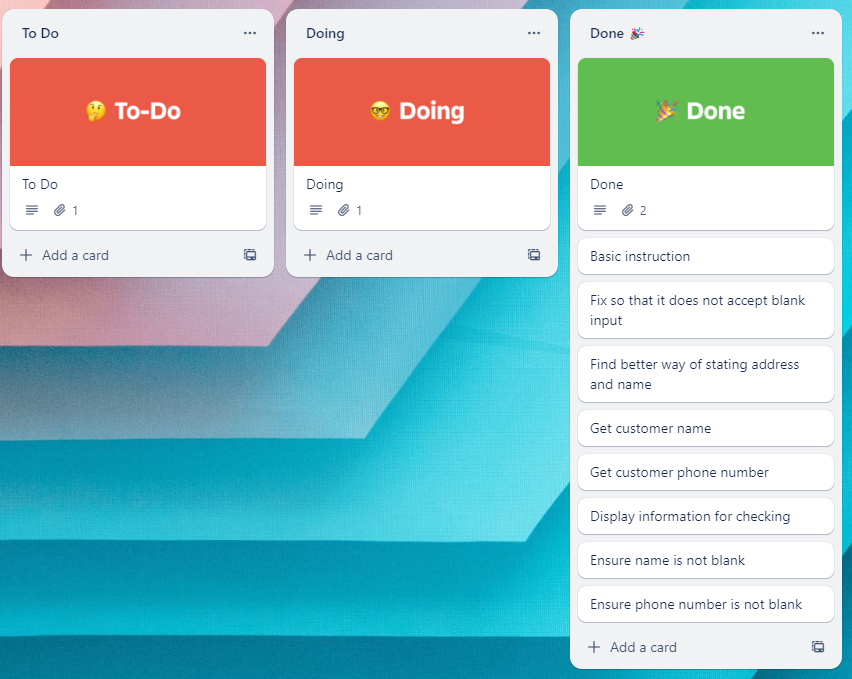 To Do
🤔 To-Do
To Do
1
+ Add a card
Doing
🤓 Doing
Doing
1
+ Add a card
Done 🎉
🎉 Done
Done
2
Basic instruction
Fix so that it does not accept blank
input
Find better way of stating address
and name
Get customer name
Get customer phone number
Display information for checking
Ensure name is not blank
Ensure phone number is not blank
+ Add a card